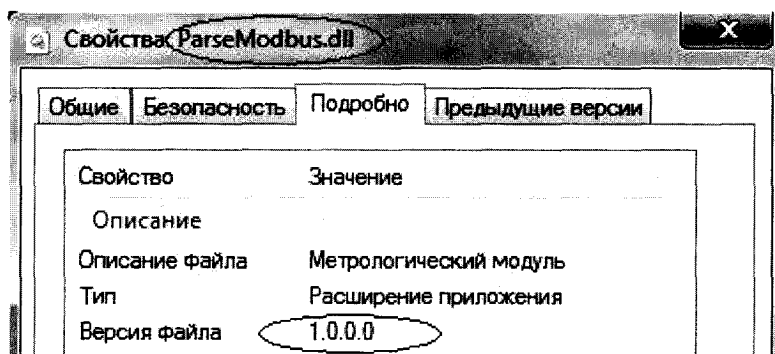 Свойства: ParseModbus.dll
X
Общие Безопасность Подробно Предыдущие версии
Свойство Значение
Описание
Описание файла Метрологический модуль
Тип Расширение приложения
Версия файла 1.0.0.0